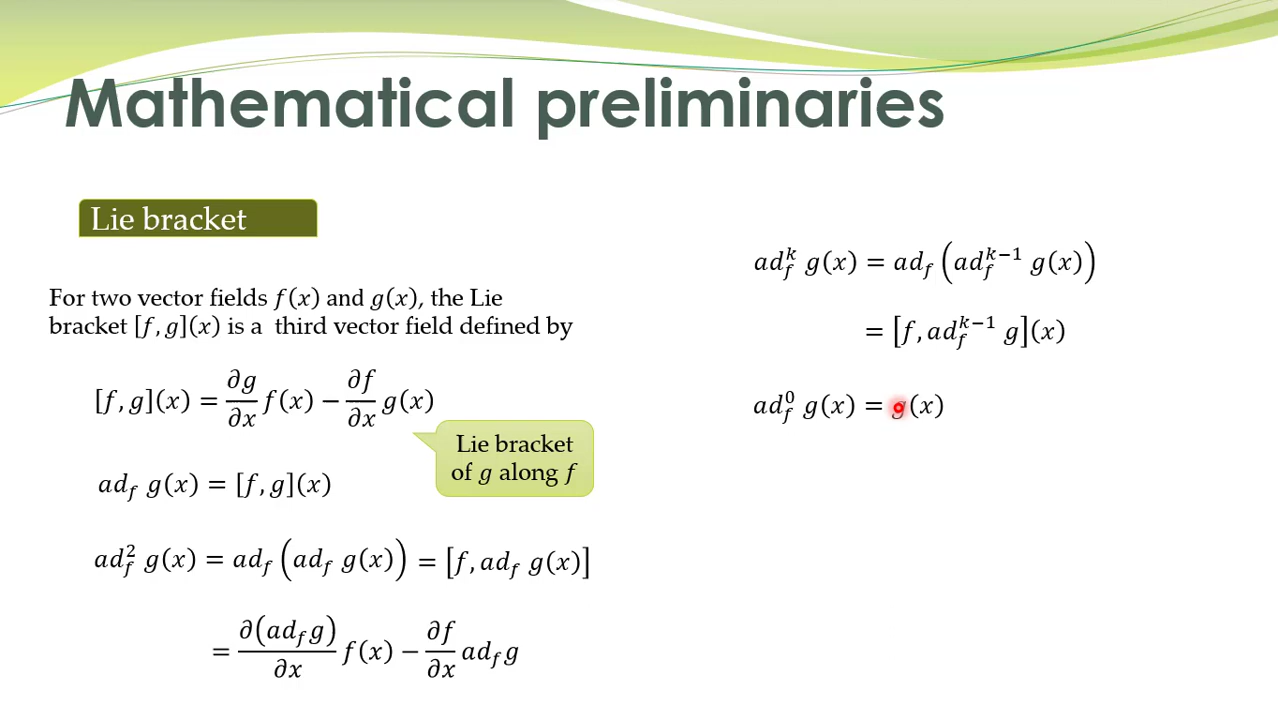 Mathematical preliminaries
Lie bracket
For two vector fields f(x) and g(x), the Lie
bracket [f, g](x) is a third vector field defined by
[f, g](x) = ∂g/∂x f(x) − ∂f/∂x g(x)
Lie bracket
of g along f
ad_f g(x) = [f, g](x)
ad_f^2 g(x) = ad_f (ad_f g(x)) = [f, ad_f g(x)]
= ∂(ad_f g)/∂x f(x) − ∂f/∂x ad_f g
ad_f^k g(x) = ad_f (ad_f^{k−1} g(x))
= [f, ad_f^{k−1} g](x)
ad_f^0 g(x) = g(x)